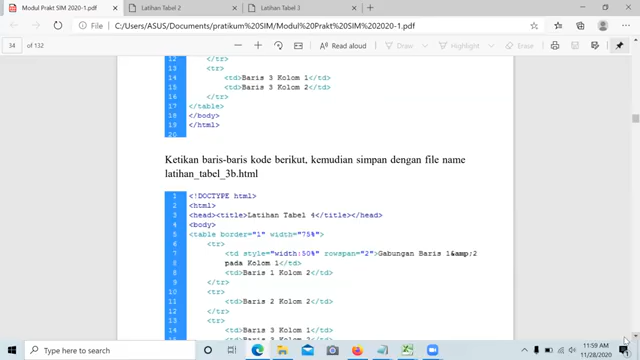 Modul Prakt SIM 2020-1.pdf
Latihan Tabel 2
Latihan Tabel 3
C:/Users/ASUS/Documents/pratikum%20SIM/Modul%20Prakt%20SIM%202020-1.pdf
34 of 132
Read aloud
Draw
Highlight
Erase
12 </tr>
13 <tr>
14 <td>Baris 3 Kolom 1</td>
15 <td>Baris 3 Kolom 2</td>
16 </tr>
17 </table>
18 </body>
19 </html>
20
Ketikan baris-baris kode berikut, kemudian simpan dengan file name
latihan_tabel_3b.html
1 <!DOCTYPE html>
2 <html>
3 <head><title>Latihan Tabel 4</title></head>
4 <body>
5 <table border="1" width="75%">
6 <tr>
7 <td style="width:50%" rowspan="2">Gabungan Baris 1&amp;2
8 pada Kolom 1</td>
8 <td>Baris 1 Kolom 2</td>
9 </tr>
10 <tr>
11 <td>Baris 2 Kolom 2</td>
12 </tr>
13 <tr>
14 <td>Baris 3 Kolom 1</td>
15 <td>Baris 3 Kolom 2</td>
Type here to search
11:59 AM
11/28/2020